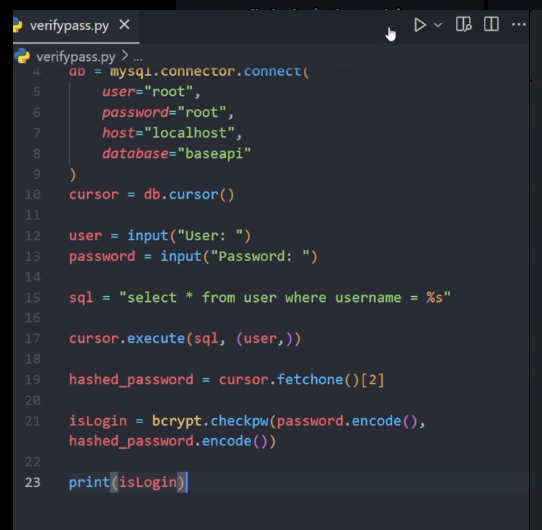 verifypass.py
verifypass.py > ...
4 db = mysql.connector.connect(
5 user="root",
6 password="root",
7 host="localhost",
8 database="baseapi"
9 )
10 cursor = db.cursor()
11
12 user = input("User: ")
13 password = input("Password: ")
14
15 sql = "select * from user where username = %s"
16
17 cursor.execute(sql, (user,))
18
19 hashed_password = cursor.fetchone()[2]
20
21 isLogin = bcrypt.checkpw(password.encode(),
hashed_password.encode())
22
23 print(isLogin)